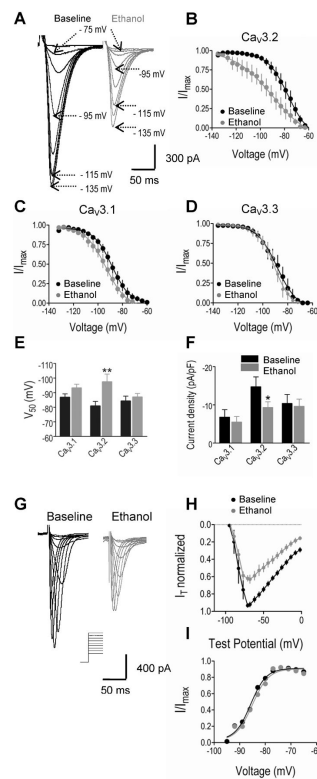 A
Baseline
Ethanol
- 75 mV
-95 mV
- 95 mV
- 115 mV
- 135 mV
- 115 mV
- 135 mV
300 pA
50 ms
B
CaV3.2
I/Imax
1.00
0.75
0.50
0.25
0.00
Baseline
Ethanol
-140 -120 -100 -80 -60
Voltage (mV)
C
CaV3.1
I/Imax
1.00
0.75
0.50
0.25
0.00
Baseline
Ethanol
-140 -120 -100 -80 -60
Voltage (mV)
D
CaV3.3
I/Imax
1.00
0.75
0.50
0.25
0.00
Baseline
Ethanol
-140 -120 -100 -80 -60
Voltage (mV)
E
V50 (mV)
-110
-100
-90
-80
-70
-60
**
CaV3.1
CaV3.2
CaV3.3
F
Baseline
Ethanol
Current density (pA/pF)
-20
-10
0
*
CaV3.1
CaV3.2
CaV3.3
G
Baseline
Ethanol
400 pA
50 ms
H
Baseline
Ethanol
IT normalized
0.0
0.2
0.4
0.6
0.8
1.0
-100 -50 0
Test Potential (mV)
I
I/Imax
1.0
0.8
0.6
0.4
0.2
0.0
-100 -90 -80 -70
Voltage (mV)